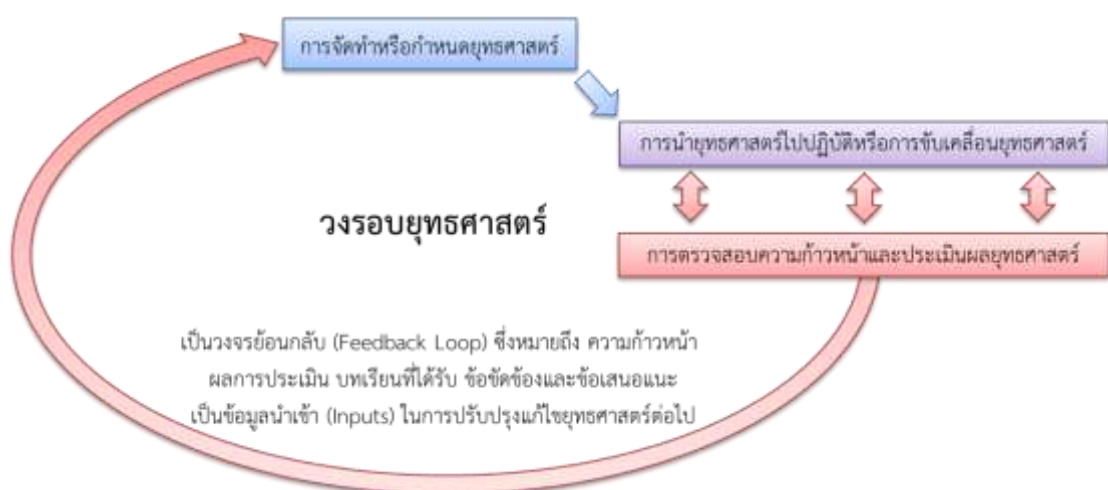 การจัดทำหรือกำหนดยุทธศาสตร์
การนำยุทธศาสตร์ไปปฏิบัติหรือการขับเคลื่อนยุทธศาสตร์
วงรอบยุทธศาสตร์
การตรวจสอบความก้าวหน้าและประเมินผลยุทธศาสตร์
เป็นวงจรย้อนกลับ (Feedback Loop) ซึ่งหมายถึง ความก้าวหน้า
ผลการประเมิน บทเรียนที่ได้รับ ข้อขัดข้องและข้อเสนอแนะ
เป็นข้อมูลนำเข้า (Inputs) ในการปรับปรุงแก้ไขยุทธศาสตร์ต่อไป